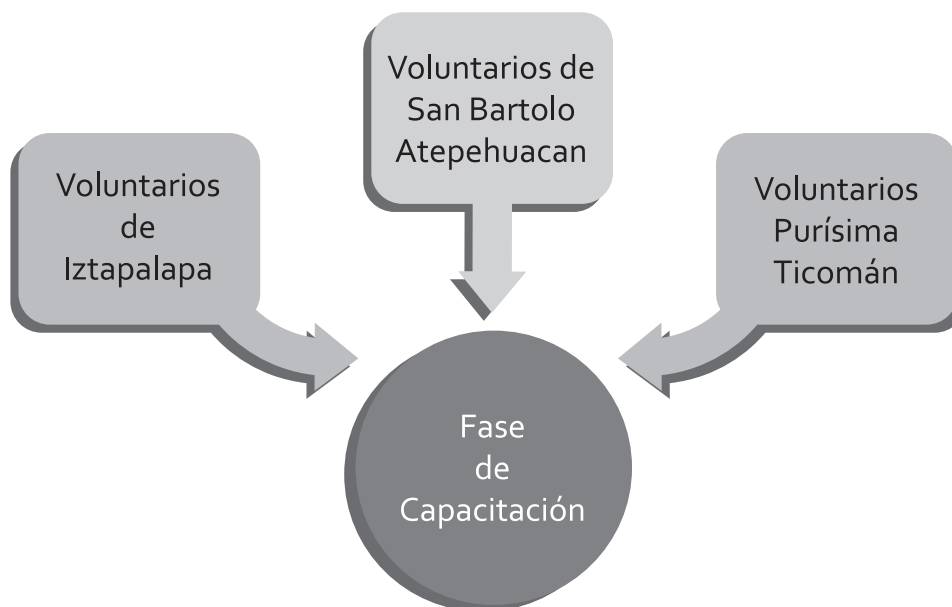 Voluntarios
de
Iztapalapa
Voluntarios de
San Bartolo
Atepehuacan
Voluntarios
Purísima
Ticomán
Fase
de
Capacitación